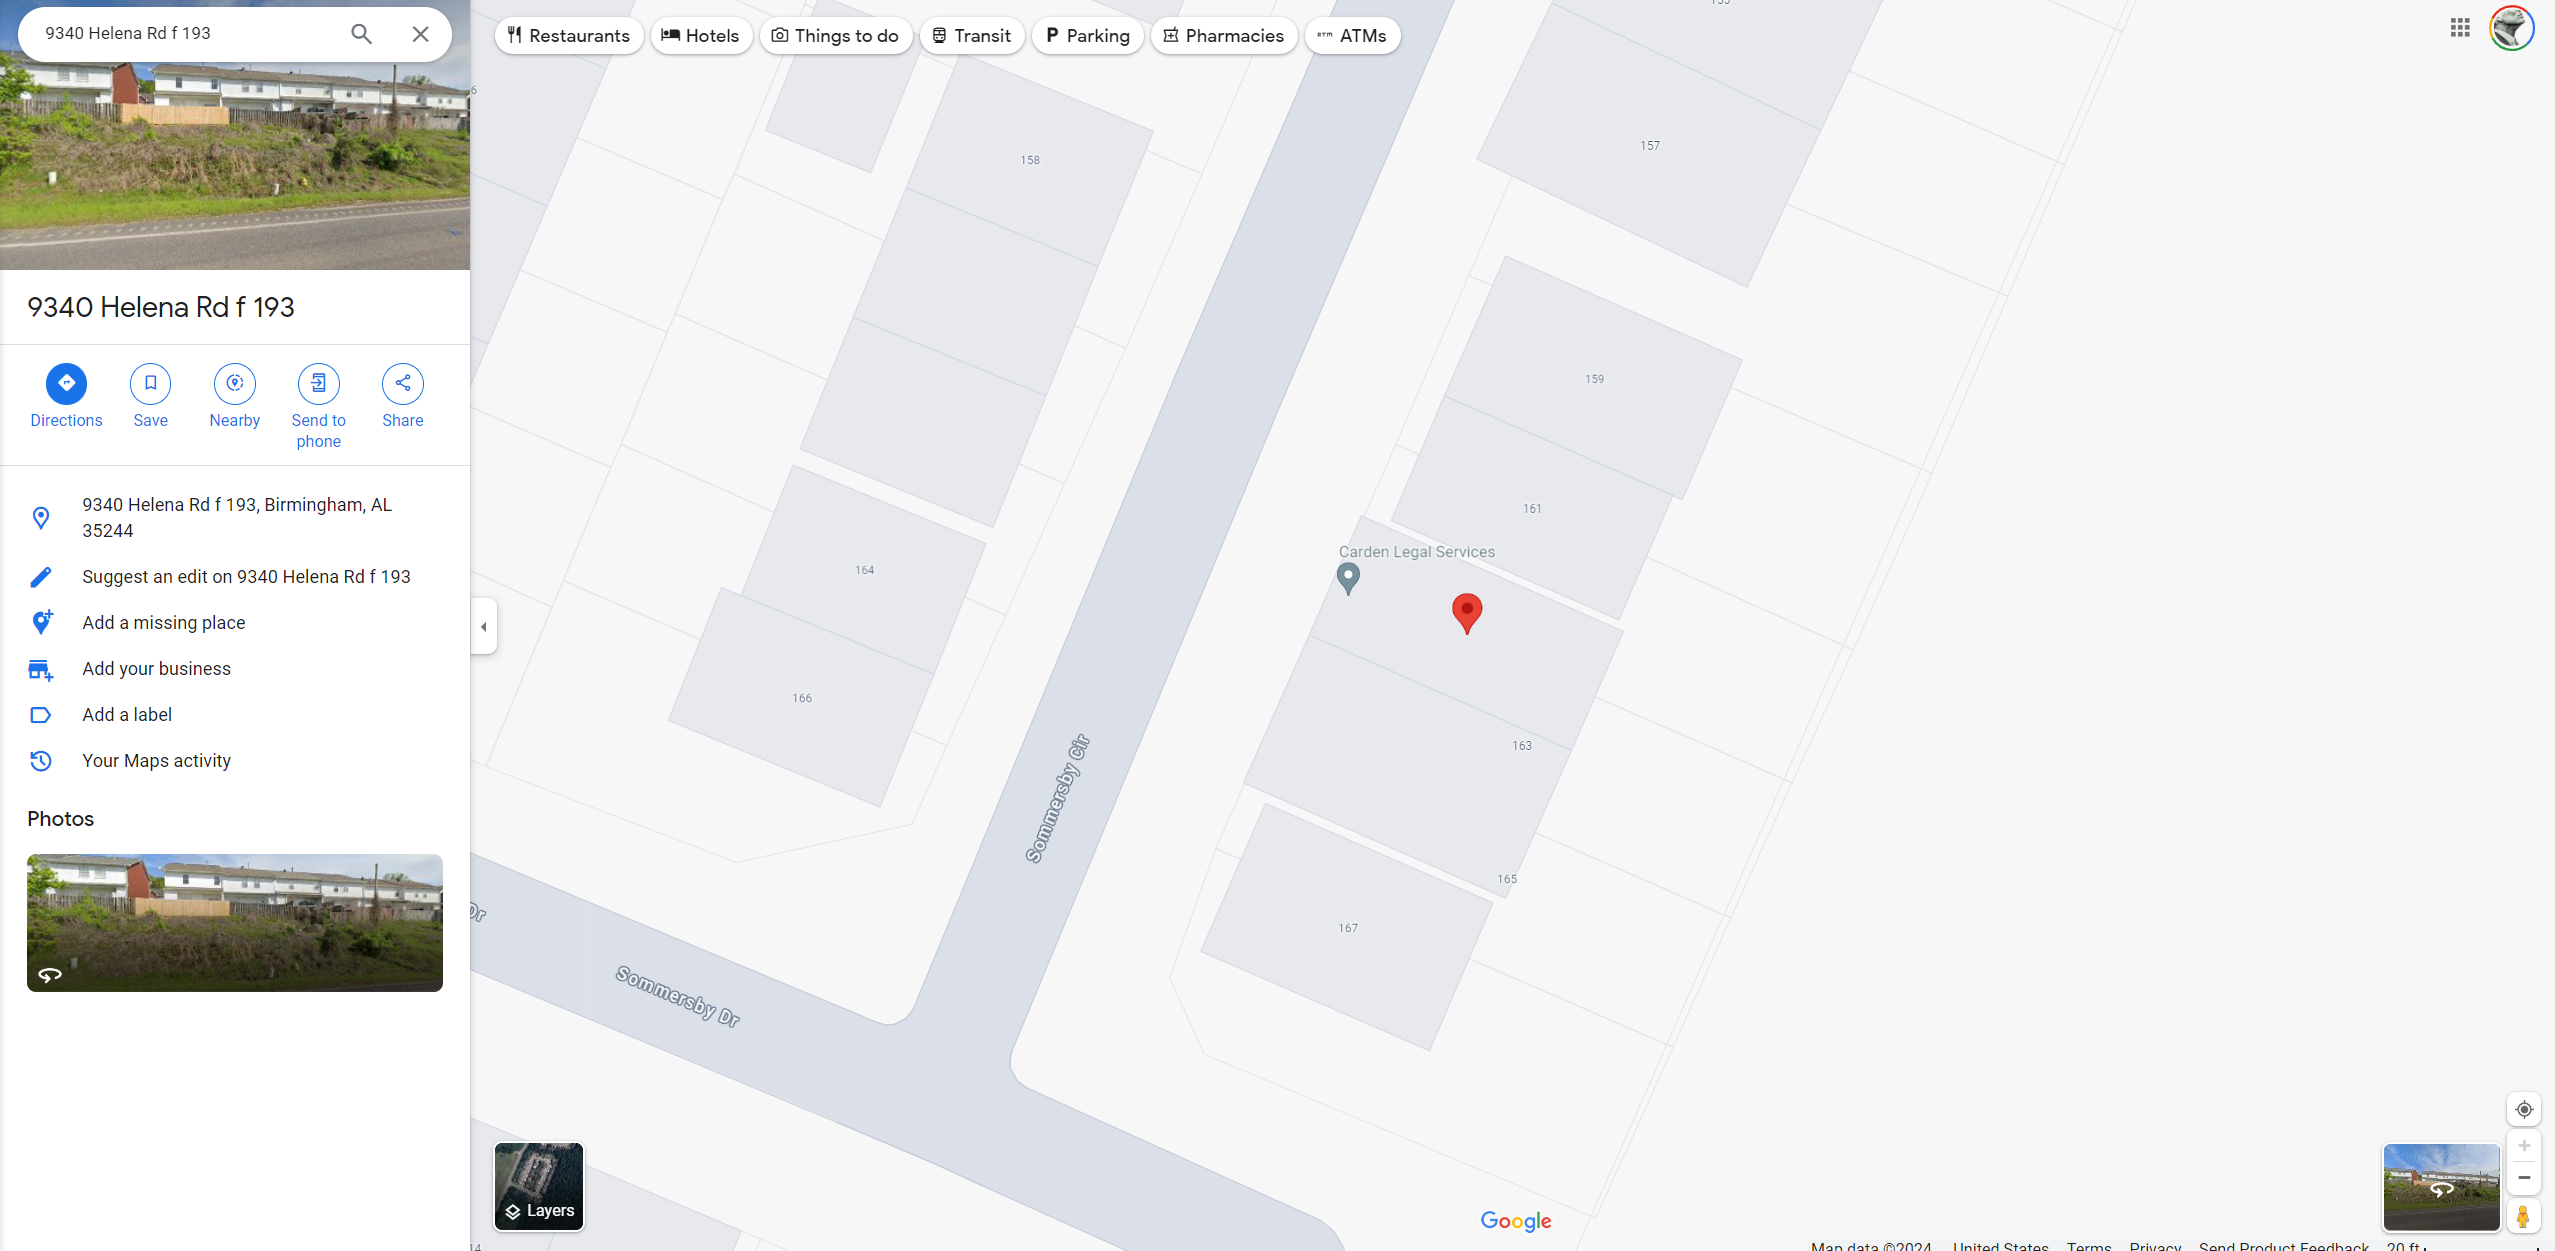 9340 Helena Rd f 193
Restaurants
Hotels
Things to do
Transit
P Parking
Pharmacies
ATM ATMs
9340 Helena Rd f 193
Directions
Save
Nearby
Send to
phone
Share
9340 Helena Rd f 193, Birmingham, AL
35244
Suggest an edit on 9340 Helena Rd f 193
Add a missing place
Add your business
Add a label
Your Maps activity
Photos
6
158
157
159
161
Carden Legal Services
164
166
163
165
167
Sommersby Cir
Dr
Sommersby Dr
14
Layers
Google
Map data ©2024 United States Terms Privacy Send Product Feedback 20 ft